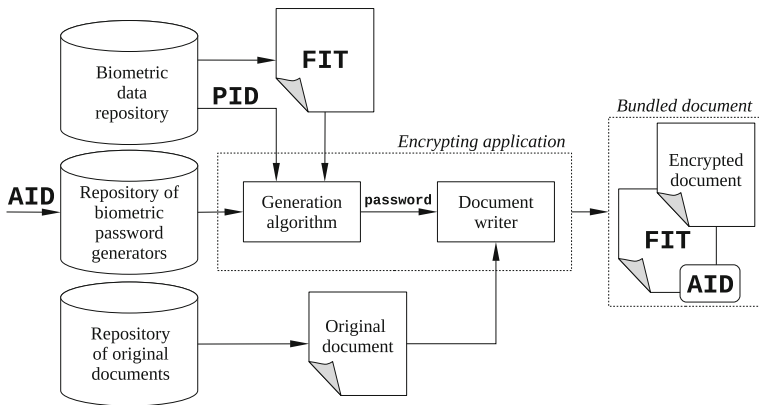 Biometric
data
repository
FIT
PID
AID
Repository of
biometric
password
generators
Encrypting application
Generation
algorithm
password
Document
writer
Repository
of original
documents
Original
document
Bundled document
Encrypted
document
FIT
AID